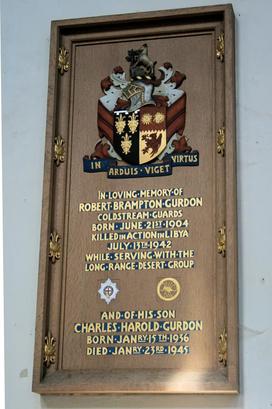 IN ARDUIS·VIGET VIRTUS
IN·LOVING·MEMORY·OF
ROBERT·BRAMPTON·GURDON
COLDSTREAM·GUARDS
BORN·JUNE·21ST·1904
KILLED·IN·ACTION·IN·LIBYA
JULY·13TH·1942
WHILE·SERVING·WITH·THE
LONG·RANGE·DESERT·GROUP
AND·OF·HIS·SON
CHARLES·HAROLD·GURDON
BORN·JANRY·15TH·1936
DIED·JANRY·23RD·1945